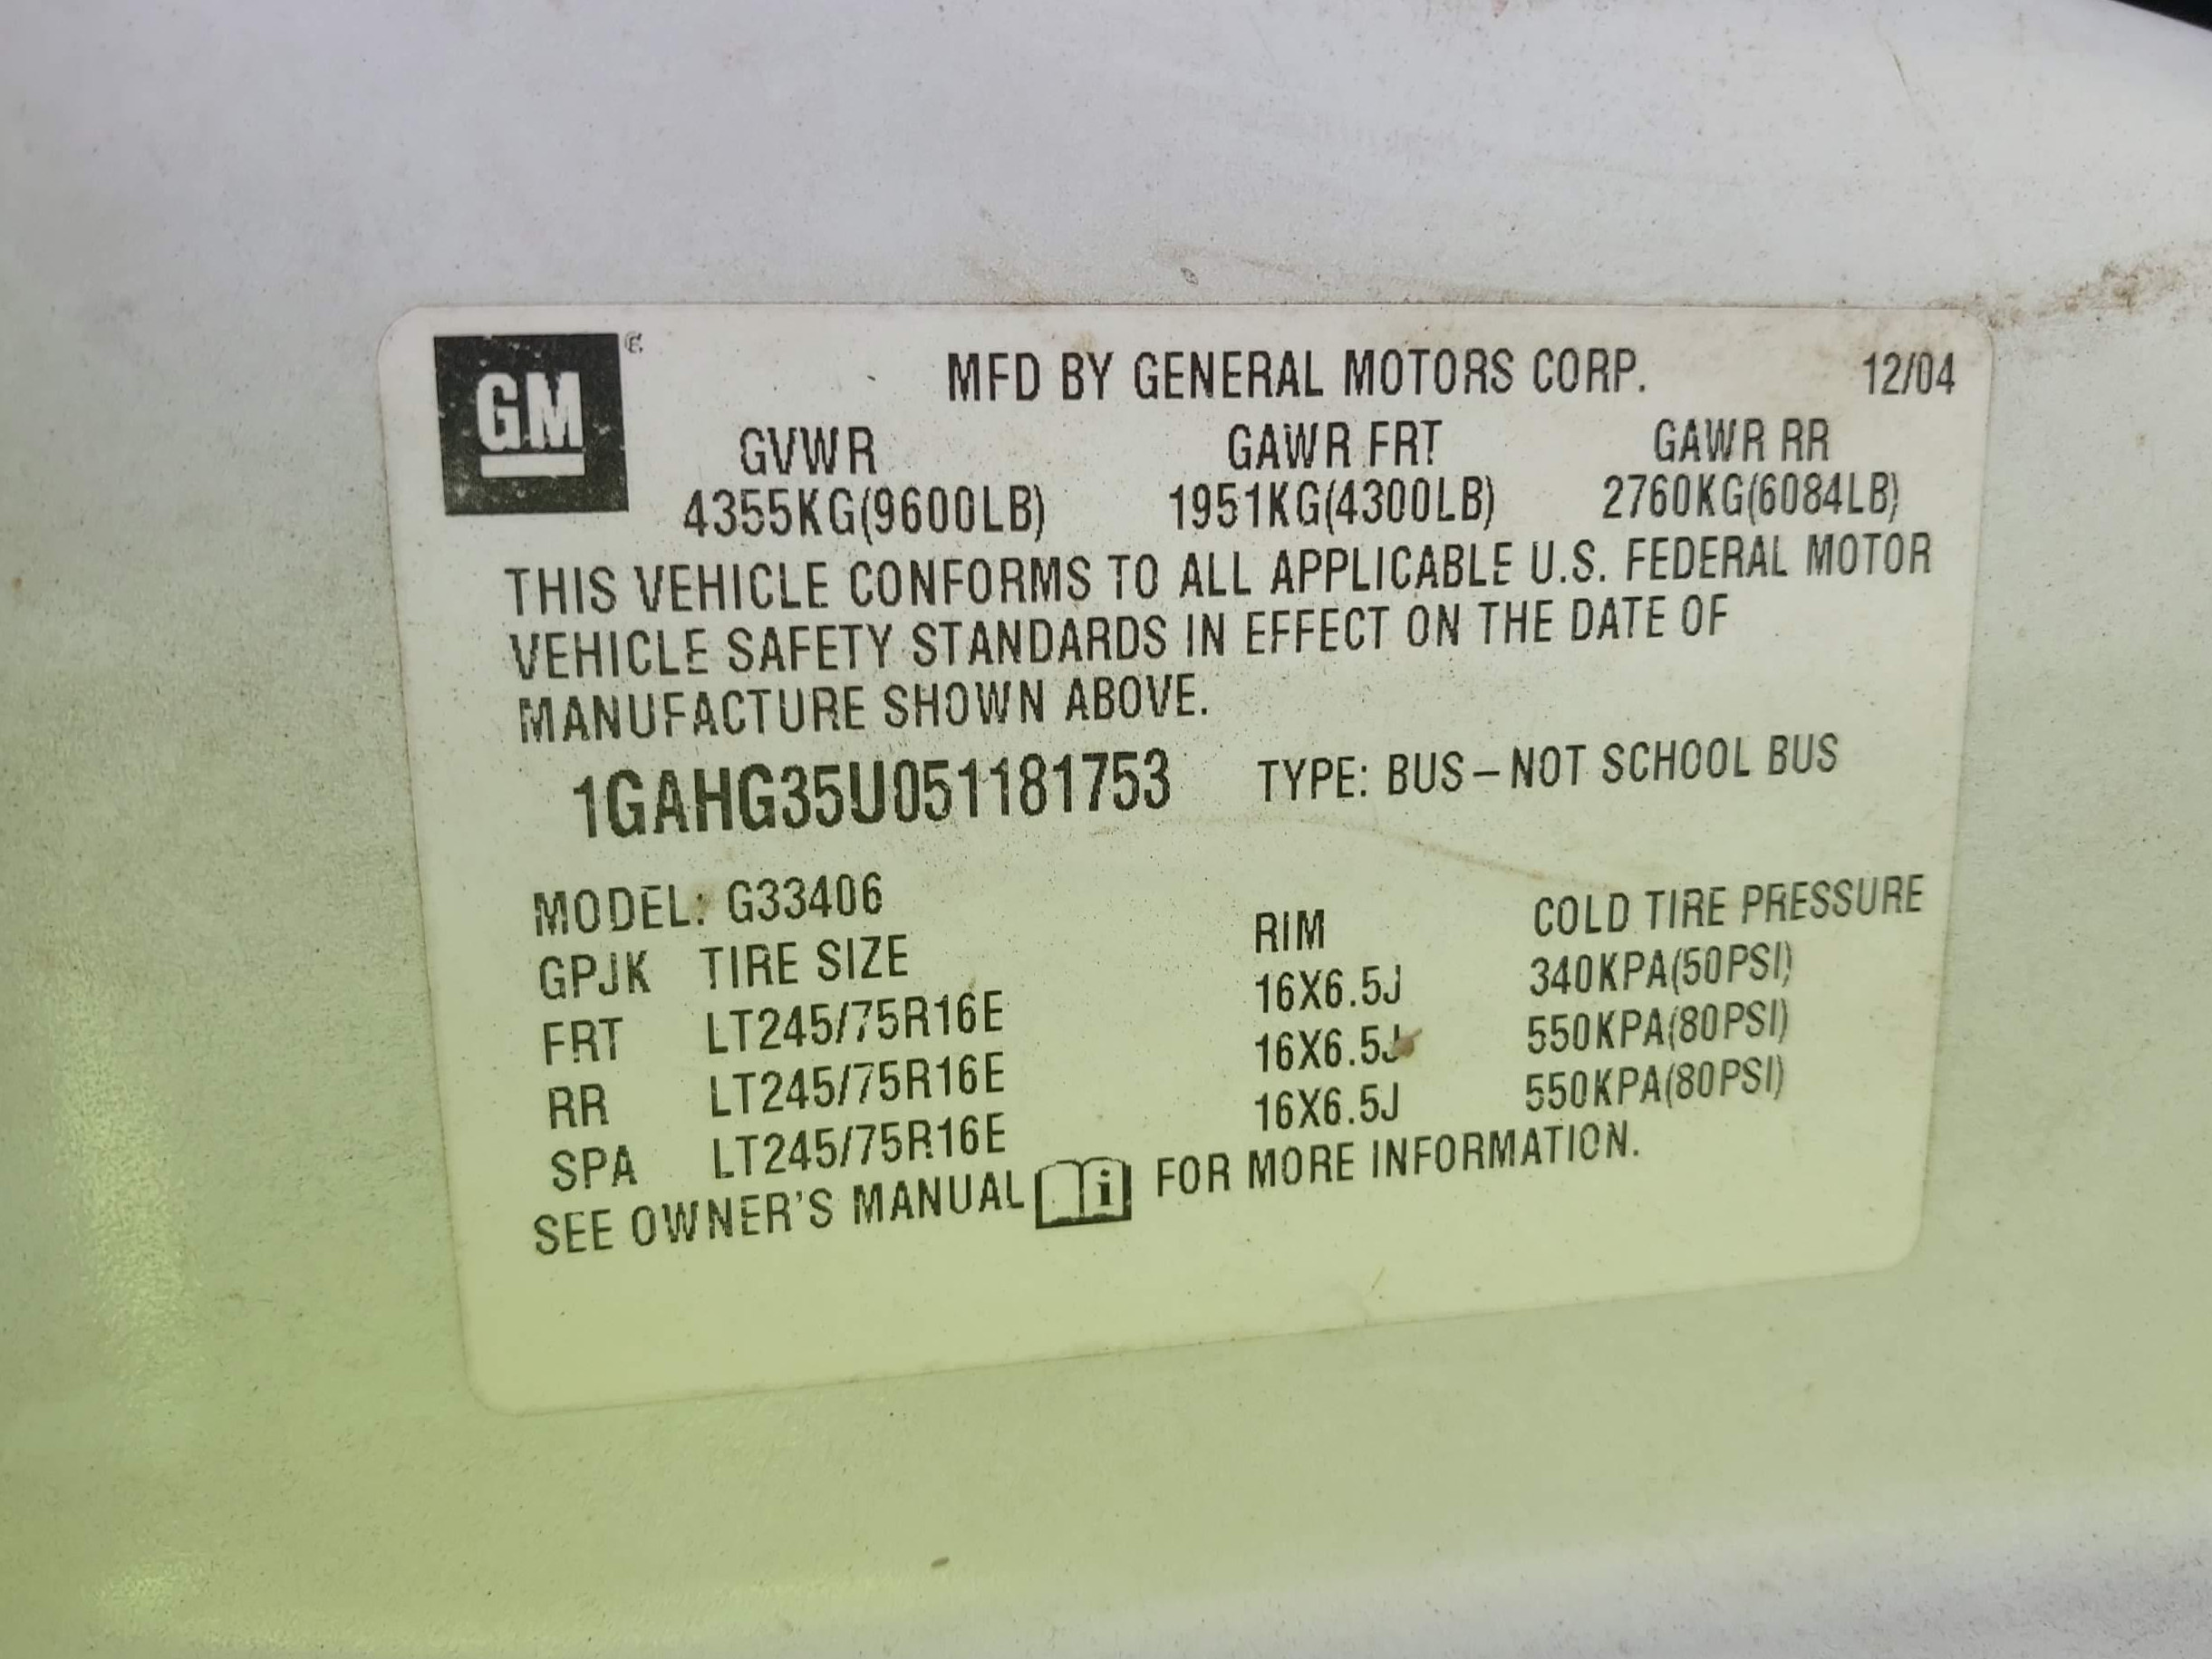 GM®
MFD BY GENERAL MOTORS CORP. 12/04
GVWR GAWR FRT GAWR RR
4355KG(9600LB) 1951KG(4300LB) 2760KG(6084LB)
THIS VEHICLE CONFORMS TO ALL APPLICABLE U.S. FEDERAL MOTOR
VEHICLE SAFETY STANDARDS IN EFFECT ON THE DATE OF
MANUFACTURE SHOWN ABOVE.
1GAHG35U051181753 TYPE: BUS–NOT SCHOOL BUS
MODEL: G33406
GPJK TIRE SIZE RIM COLD TIRE PRESSURE
FRT LT245/75R16E 16X6.5J 340KPA(50PSI)
RR LT245/75R16E 16X6.5J 550KPA(80PSI)
SPA LT245/75R16E 16X6.5J 550KPA(80PSI)
SEE OWNER'S MANUAL i FOR MORE INFORMATION.